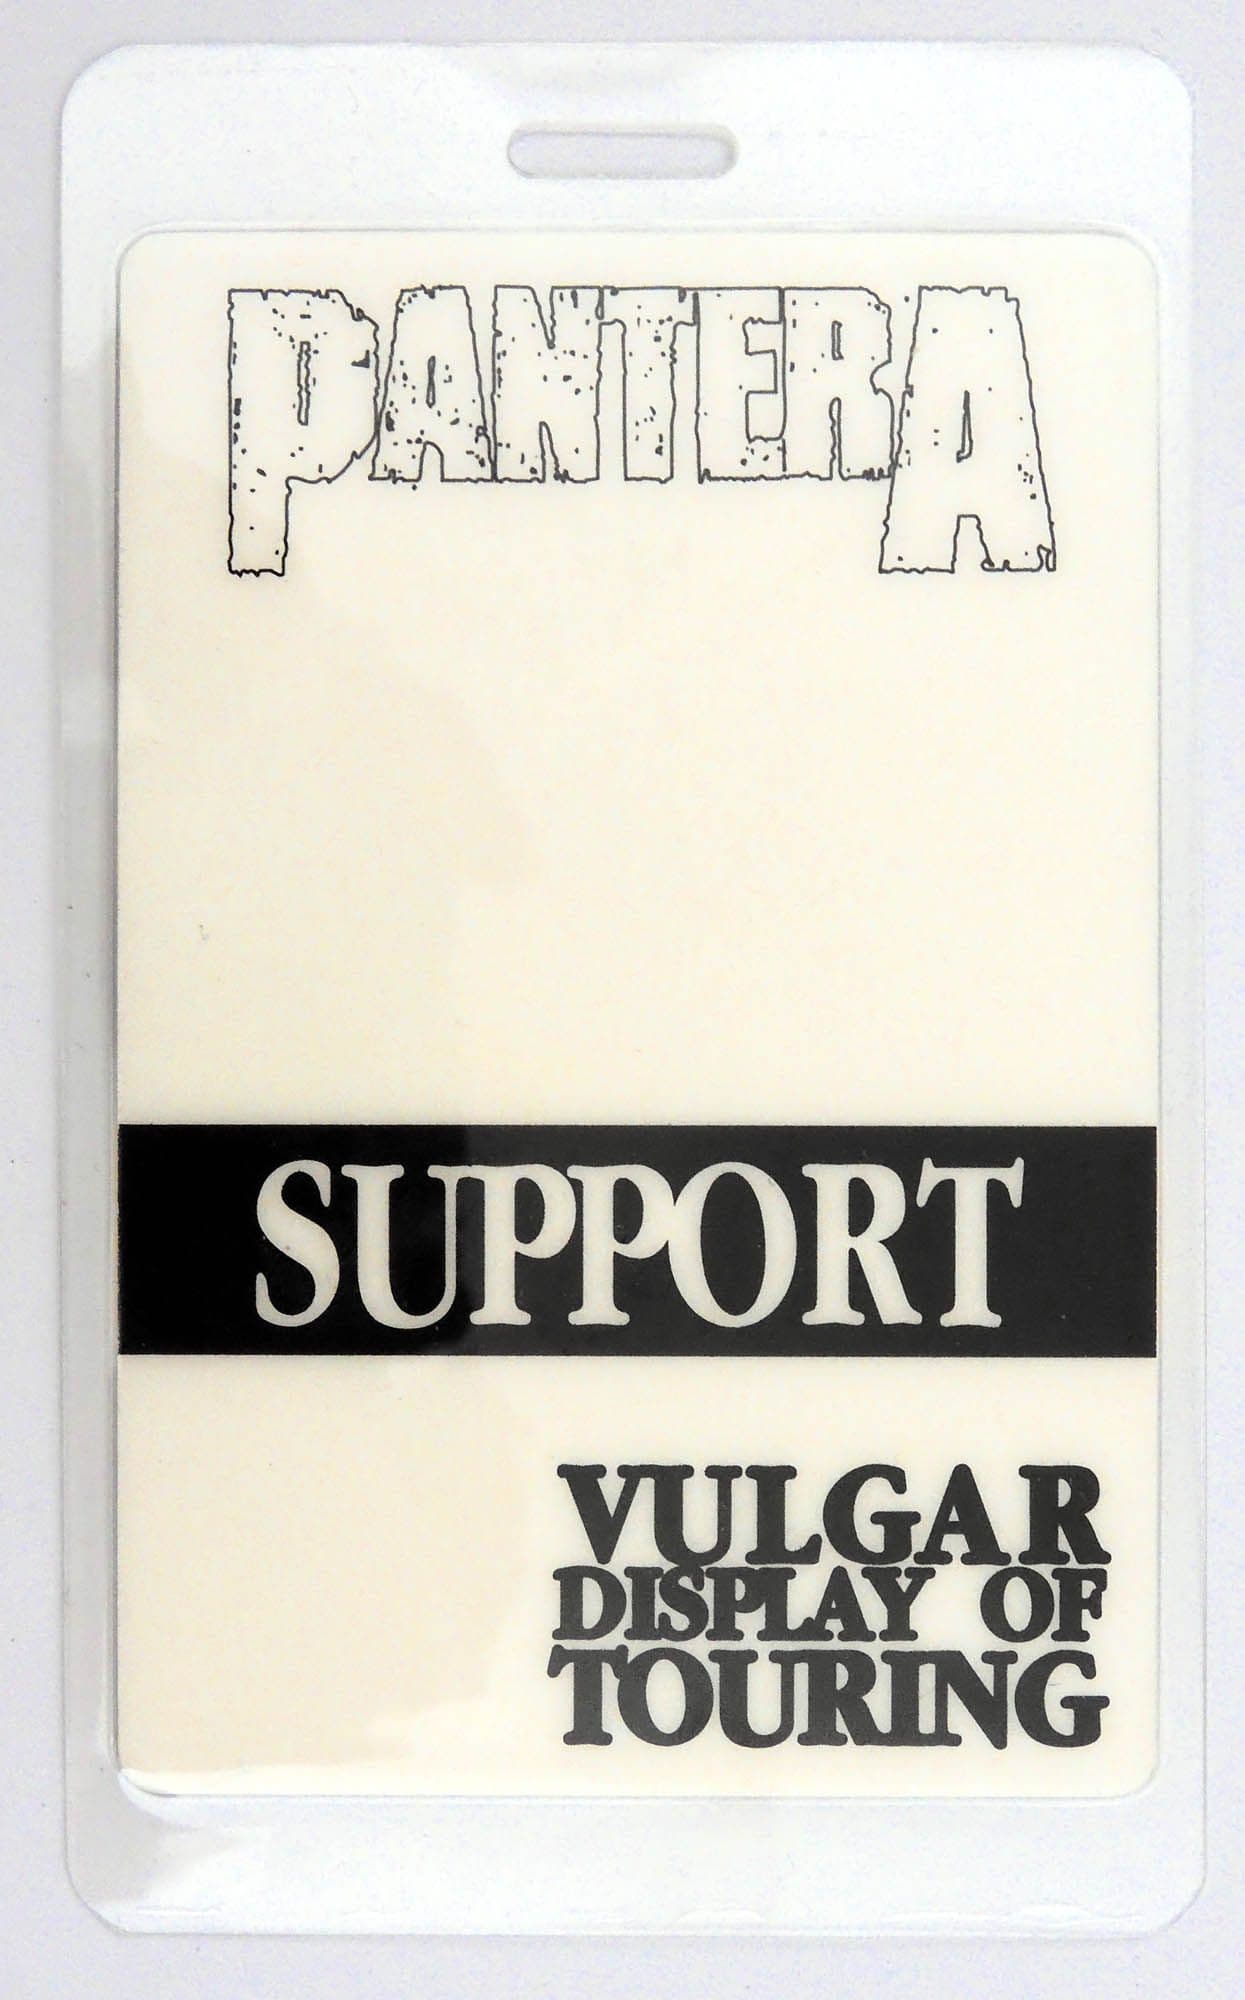 PANTERA
SUPPORT
VULGAR
DISPLAY OF
TOURING